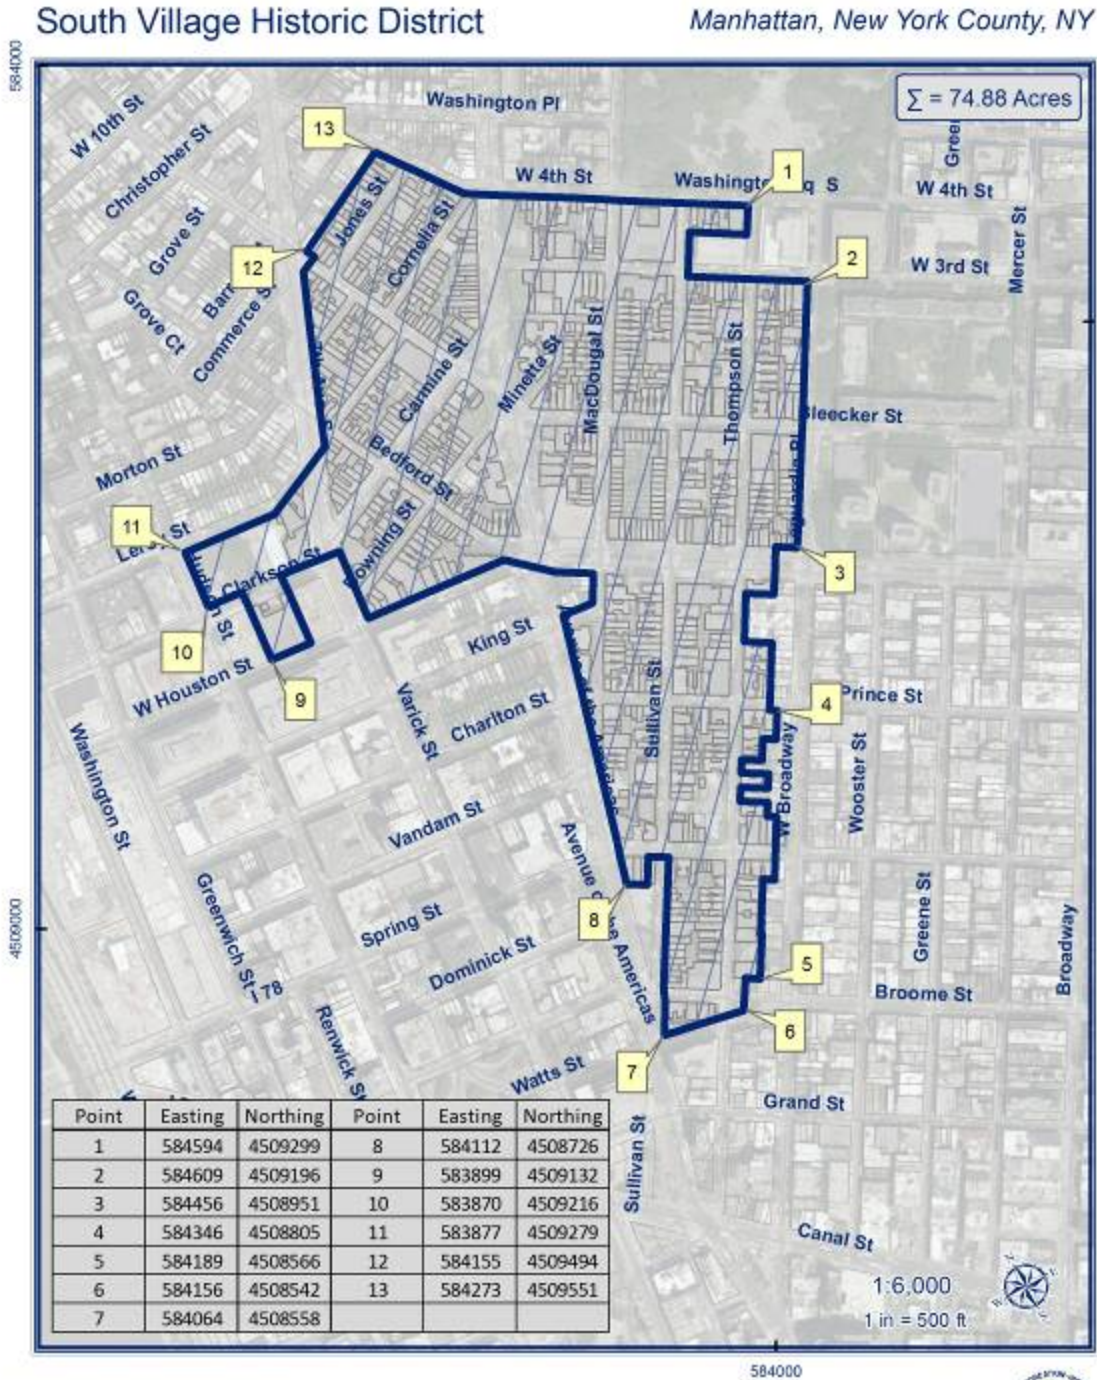 South Village Historic District
Manhattan, New York County, NY
584000
∑ = 74.88 Acres
Washington Pl
W 10th St
Christopher St
13
W 4th St
1
W 4th St
Jones St
Cornelia St
Grove St
Mercer St
12
2
W 3rd St
Grove Ct
Commerce
MacDougal St
Thompson St
Carmine St
Minetta St
Bleecker St
Bedford St
Morton St
11
Downing St
Clarkson St
3
10
King St
W Houston St
9
Varick St
Charlton St
Sullivan St
4
Prince St
Washington St
W Broadway
Wooster St
Vandam St
Greenwich St
8
Spring St
Greene St
Broadway
Dominick St
5
Broome St
I 78
6
Renwick St
7
Watts St
Grand St
Sullivan St
Canal St
4509000
Point Easting Northing Point Easting Northing
1 584594 4509299 8 584112 4508726
2 584609 4509196 9 583899 4509132
3 584456 4508951 10 583870 4509216
4 584346 4508805 11 583877 4509279
5 584189 4508566 12 584155 4509494
6 584156 4508542 13 584273 4509551
7 584064 4508558
1:6,000
1 in = 500 ft
584000